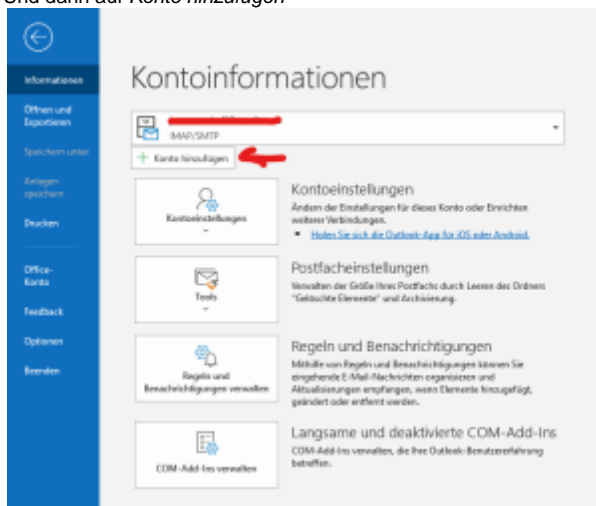 Und dann auf Konto hinzufügen
Informationen
Öffnen und
Exportieren
Speichern unter
Anlagen
speichern
Drucken
Office-
Konto
Feedback
Optionen
Beenden
Kontoinformationen
IMAP/SMTP
Konto hinzufügen
Kontoeinstellungen
Kontoeinstellungen
Ändern der Einstellungen für dieses Konto oder Einrichten
weiterer Verbindungen.
Holen Sie sich die Outlook-App für iOS oder Android.
Tools
Postfacheinstellungen
Verwalten der Größe Ihres Postfachs durch Leeren des Ordners
"Gelöschte Elemente" und Archivierung.
Regeln und
Benachrichtigungen verwalten
Regeln und Benachrichtigungen
Mithilfe von Regeln und Benachrichtigungen können Sie
eingehende E-Mail-Nachrichten organisieren und
Aktualisierungen empfangen, wenn Elemente hinzugefügt,
geändert oder entfernt werden.
COM-Add-Ins verwalten
Langsame und deaktivierte COM-Add-Ins
COM-Add-Ins verwalten, die Ihre Outlook-Benutzererfahrung
betreffen.